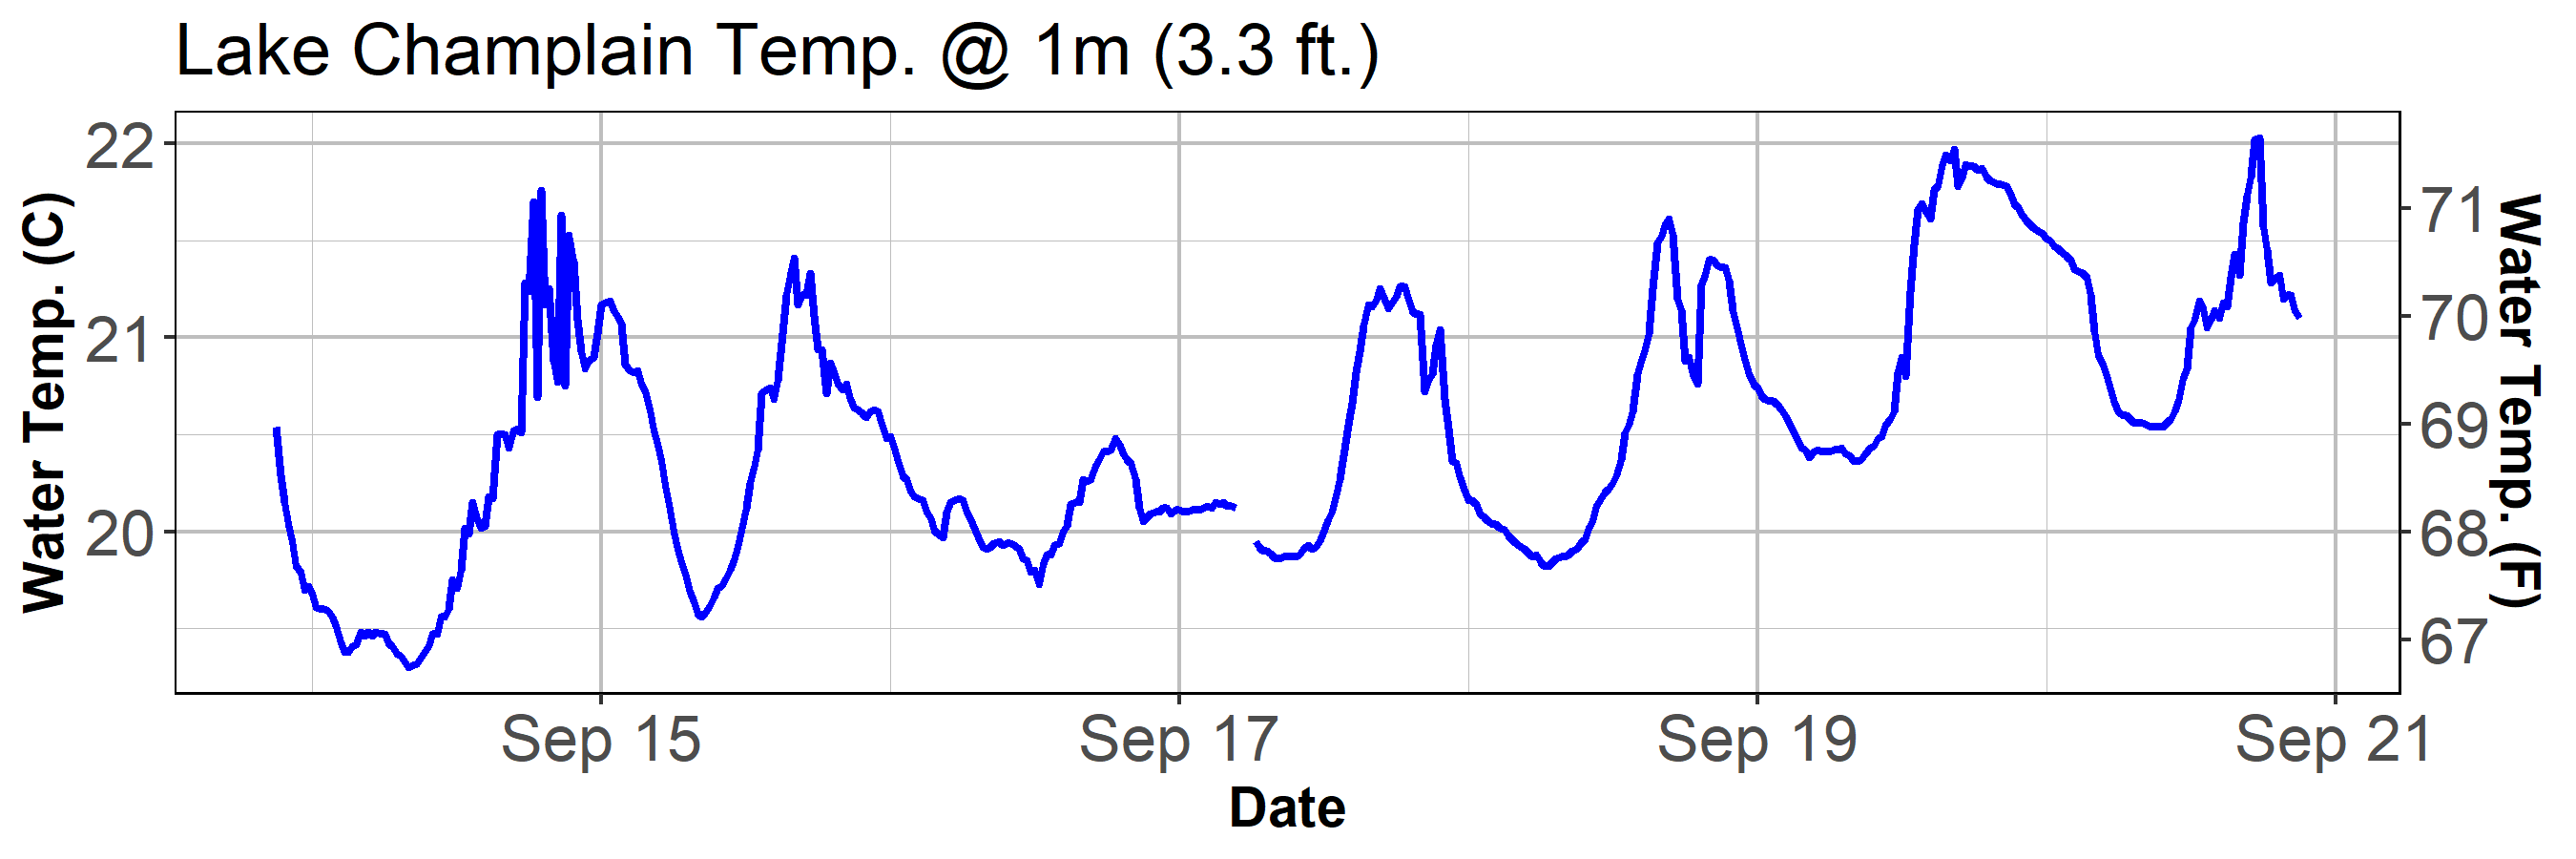 Lake Champlain Temp. @ 1m (3.3 ft.)
Water Temp. (C)
22
21
20
71
70
69
68
67
Water Temp. (F)
Sep 15
Sep 17
Sep 19
Sep 21
Date